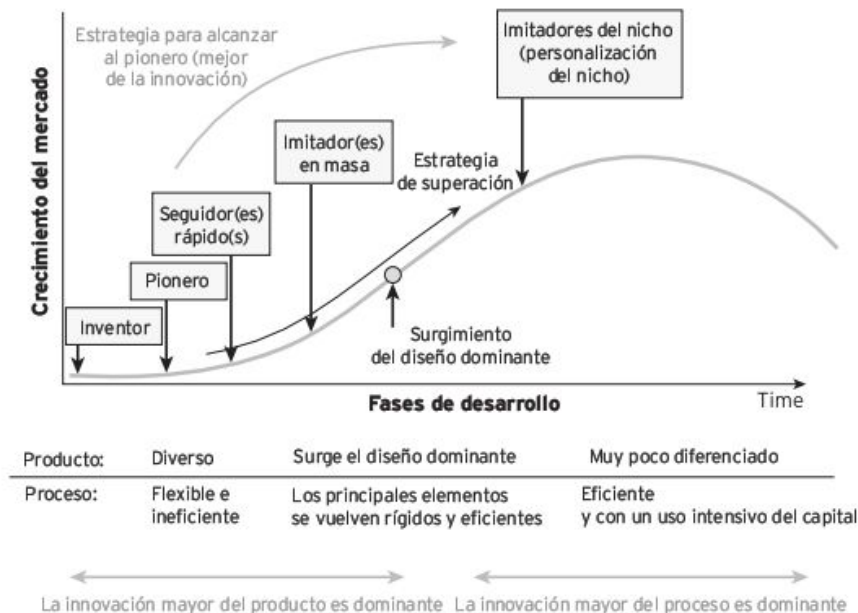 Estrategia para alcanzar
al pionero (mejor
de la innovación)
Imitadores del nicho
(personalización
del nicho)
Crecimiento del mercado
Imitador(es)
en masa
Estrategia
de superación
Seguidor(es)
rápido(s)
Pionero
Inventor
Surgimiento
del diseño dominante
Fases de desarrollo
Time
Producto: Diverso Surge el diseño dominante Muy poco diferenciado
Proceso: Flexible e Los principales elementos Eficiente
ineficiente se vuelven rígidos y eficientes y con un uso intensivo del capital
La innovación mayor del producto es dominante La innovación mayor del proceso es dominante